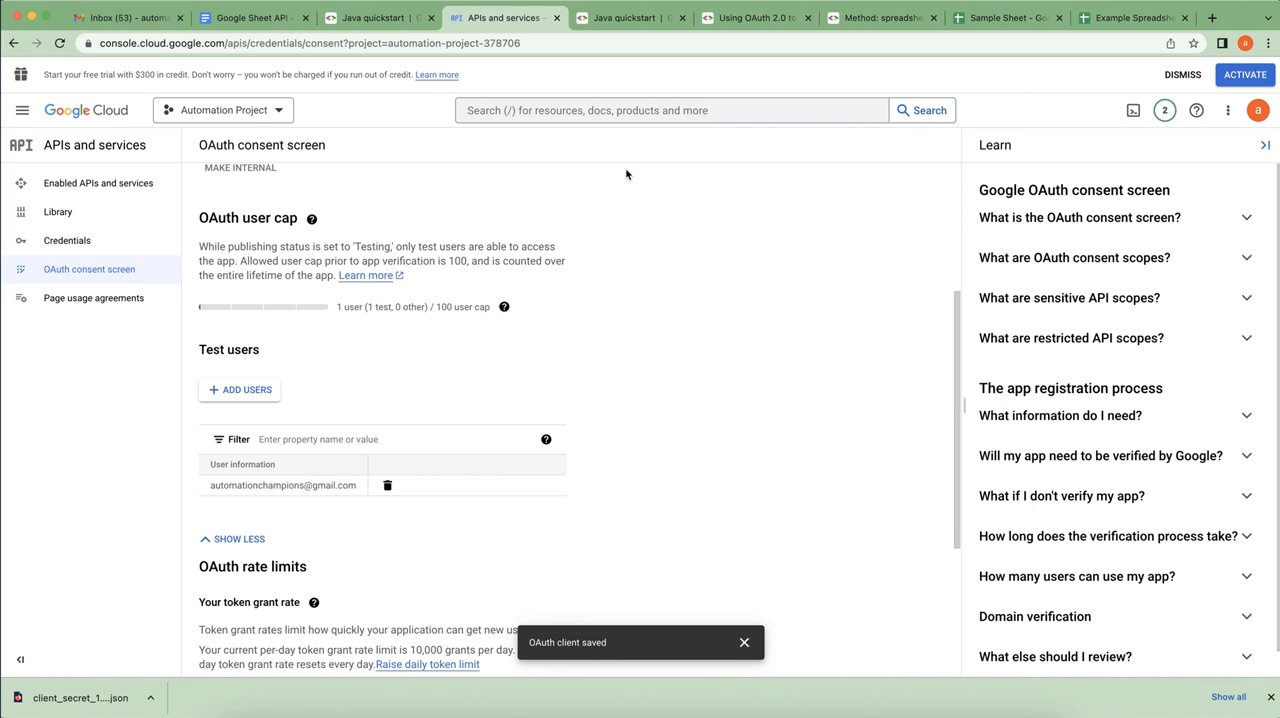 Inbox (53) - autom
Google Sheet API -
Java quickstart | G
APIs and services –
Java quickstart | G
Using OAuth 2.0 to
Method: spreadshe
Sample Sheet - Go
Example Spreadsh
console.cloud.google.com/apis/credentials/consent?project=automation-project-378706
a
Start your free trial with $300 in credit. Don't worry – you won't be charged if you run out of credit. Learn more
DISMISS
ACTIVATE
Google Cloud
Automation Project
Search (/) for resources, docs, products and more
Search
2
a
API APIs and services
OAuth consent screen
Learn
Enabled APIs and services
Library
Credentials
OAuth consent screen
Page usage agreements
MAKE INTERNAL
OAuth user cap
While publishing status is set to 'Testing,' only test users are able to access
the app. Allowed user cap prior to app verification is 100, and is counted over
the entire lifetime of the app. Learn more
1 user (1 test, 0 other) / 100 user cap
Test users
ADD USERS
Filter Enter property name or value
User information
automationchampions@gmail.com
SHOW LESS
OAuth rate limits
Your token grant rate
Token grant rates limit how quickly your application can get new us
Your current per-day token grant rate limit is 10,000 grants per day.
day token grant rate resets every day.Raise daily token limit
OAuth client saved
Google OAuth consent screen
What is the OAuth consent screen?
What are OAuth consent scopes?
What are sensitive API scopes?
What are restricted API scopes?
The app registration process
What information do I need?
Will my app need to be verified by Google?
What if I don't verify my app?
How long does the verification process take?
How many users can use my app?
Domain verification
What else should I review?
client_secret_1....json
Show all